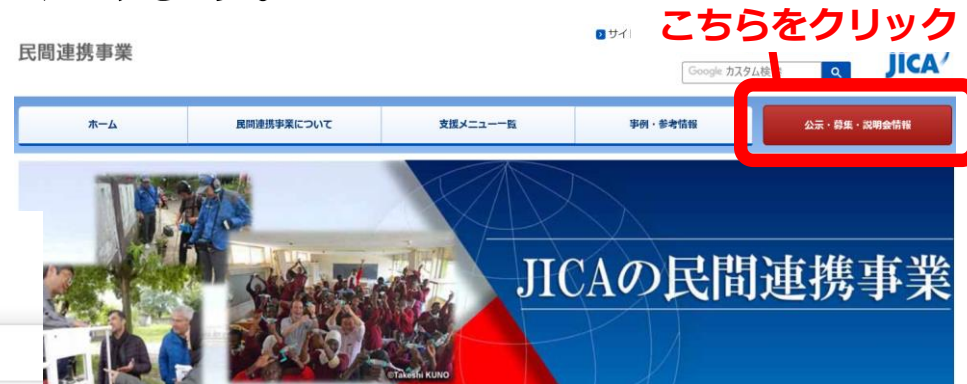 こちらをクリック
サイ
民間連携事業
Google カスタム検
JICA
ホーム
民間連携事業について
支援メニュー一覧
事例・参考情報
公示・募集・説明会情報
JICAの民間連携事業
©Takeshi KUNO